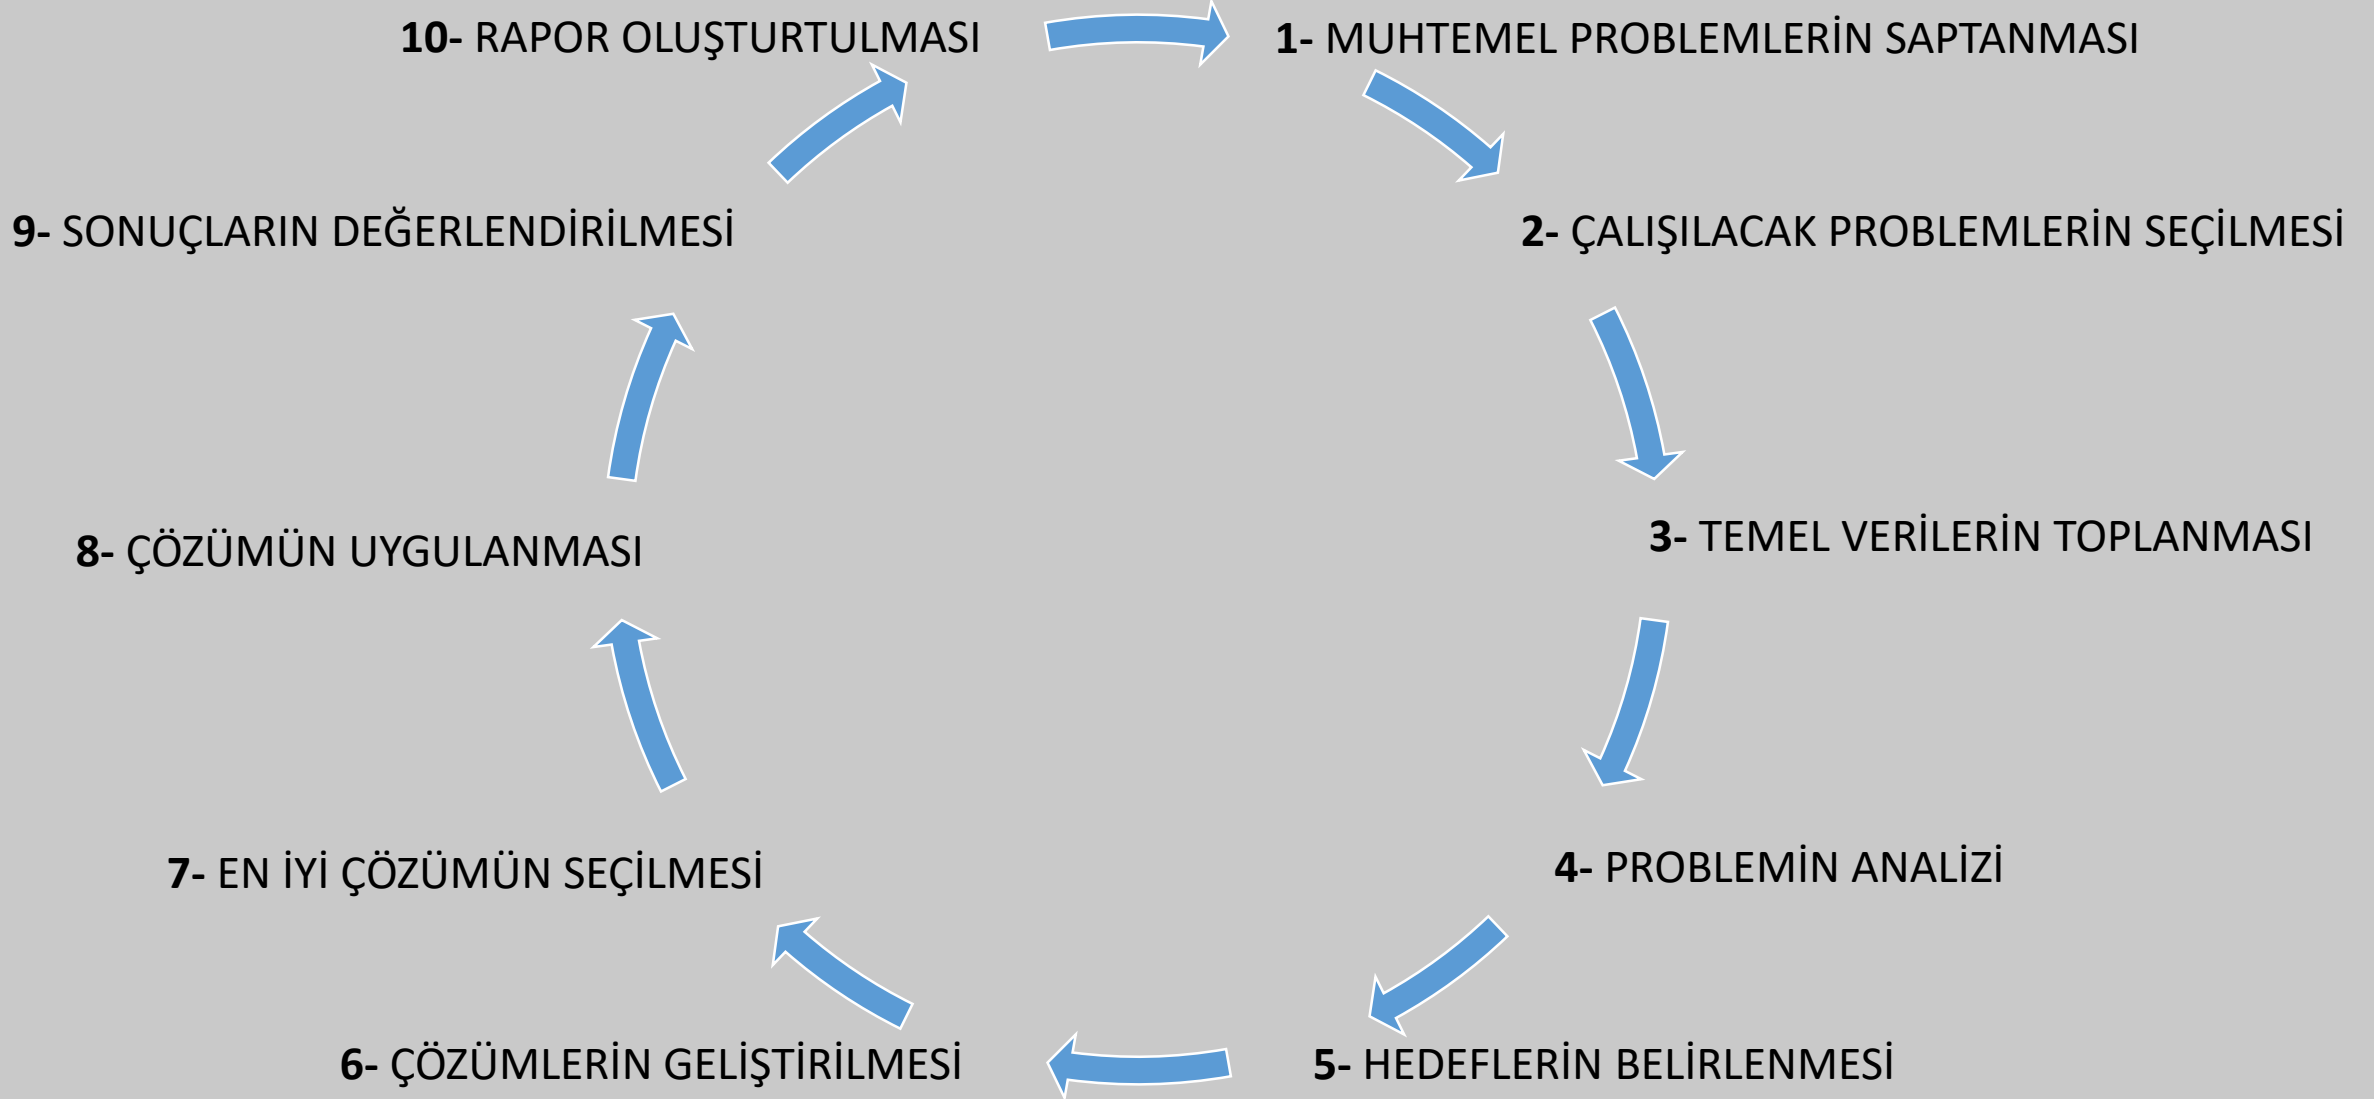 10- RAPOR OLUŞTURTULMASI
1- MUHTEMEL PROBLEMLERİN SAPTANMASI
2- ÇALIŞILACAK PROBLEMLERİN SEÇİLMESİ
3- TEMEL VERİLERİN TOPLANMASI
4- PROBLEMİN ANALİZİ
5- HEDEFLERİN BELİRLENMESİ
6- ÇÖZÜMLERİN GELİŞTİRİLMESİ
7- EN İYİ ÇÖZÜMÜN SEÇİLMESİ
8- ÇÖZÜMÜN UYGULANMASI
9- SONUÇLARIN DEĞERLENDİRİLMESİ